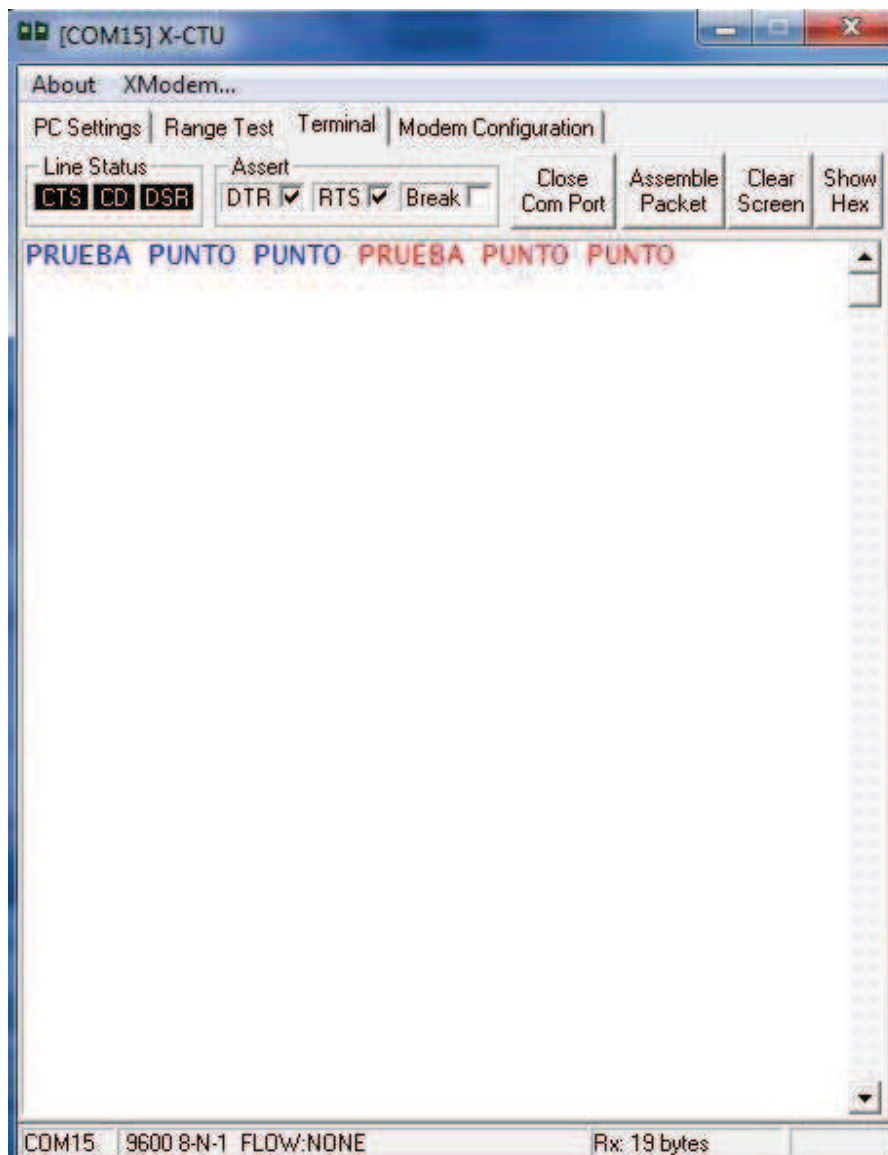 [COM15] X-CTU
About XModem...
PC Settings Range Test Terminal Modem Configuration
Line Status Assert
CTS CD DSR DTR RTS Break Close Com Port Assemble Packet Clear Screen Show Hex
PRUEBA PUNTO PUNTO PRUEBA PUNTO PUNTO
COM15 9600 8-N-1 FLOW:NONE Rx: 19 bytes